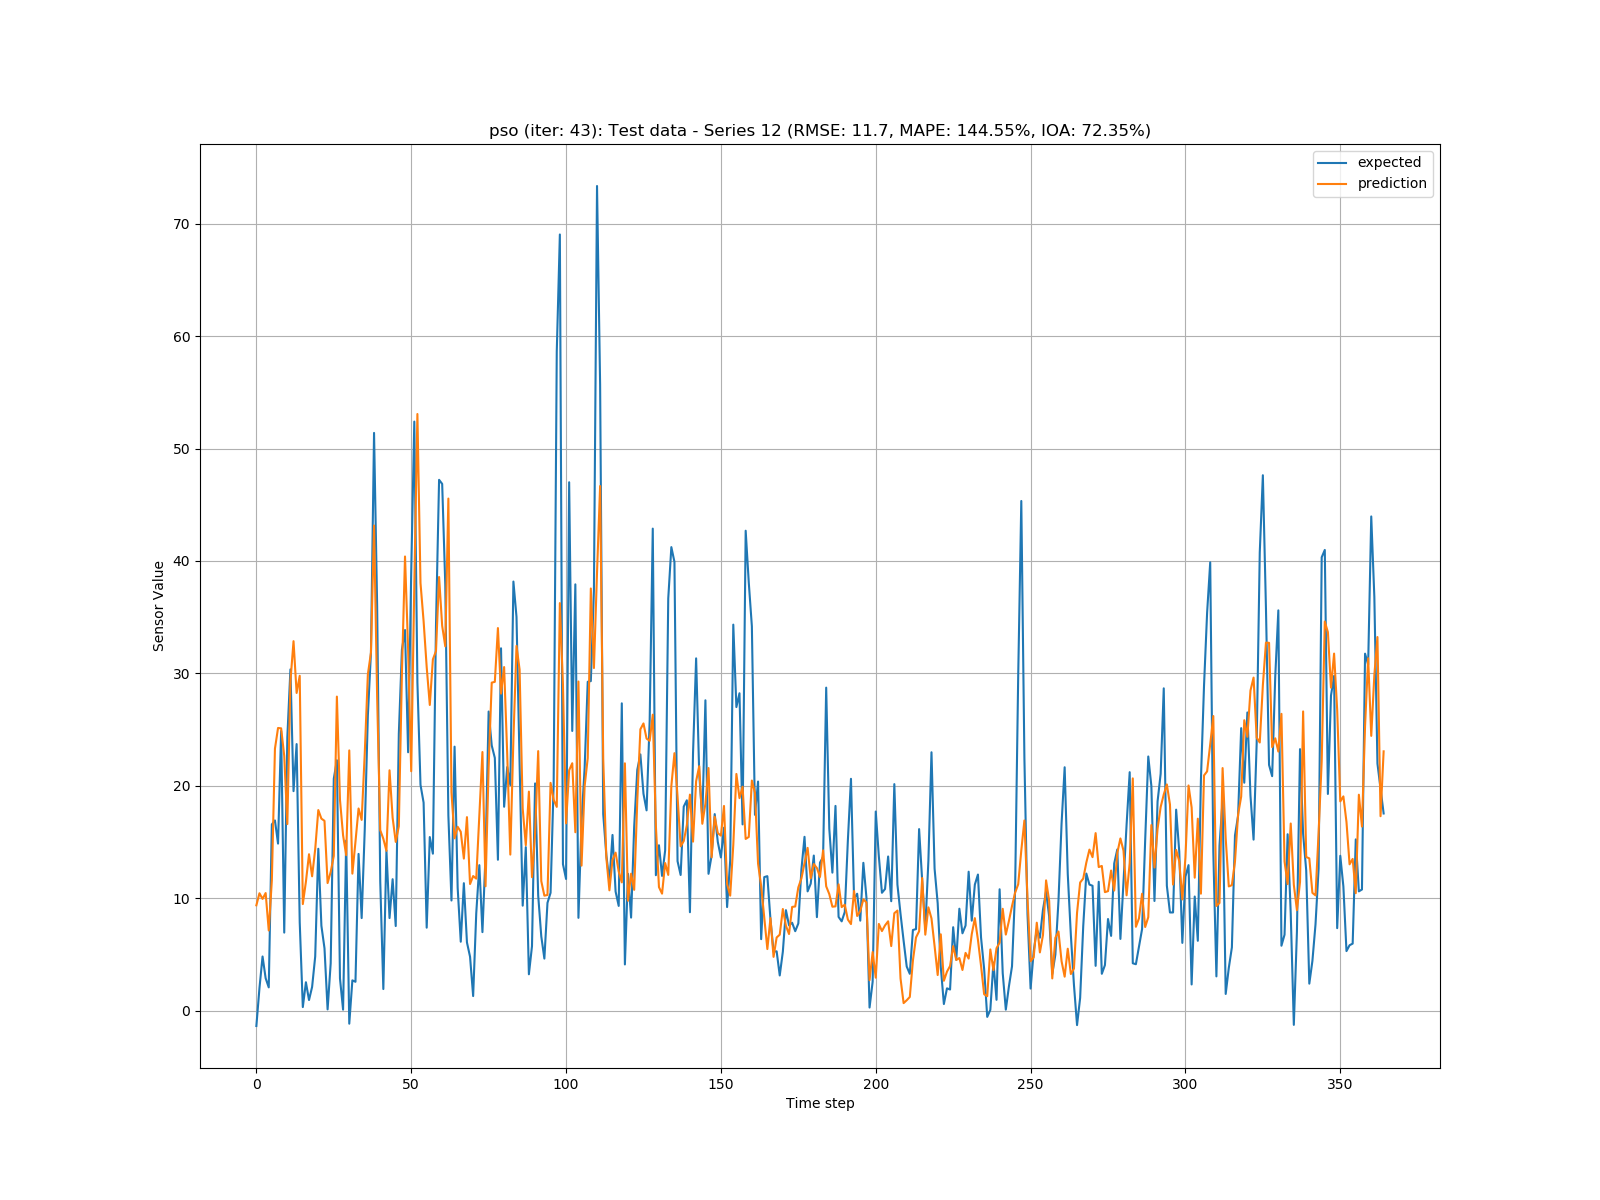 pso (iter: 43): Test data - Series 12 (RMSE: 11.7, MAPE: 144.55%, IOA: 72.35%)
expected
prediction
70
60
50
40
30
20
10
0
Sensor Value
0 50 100 150 200 250 300 350
Time step